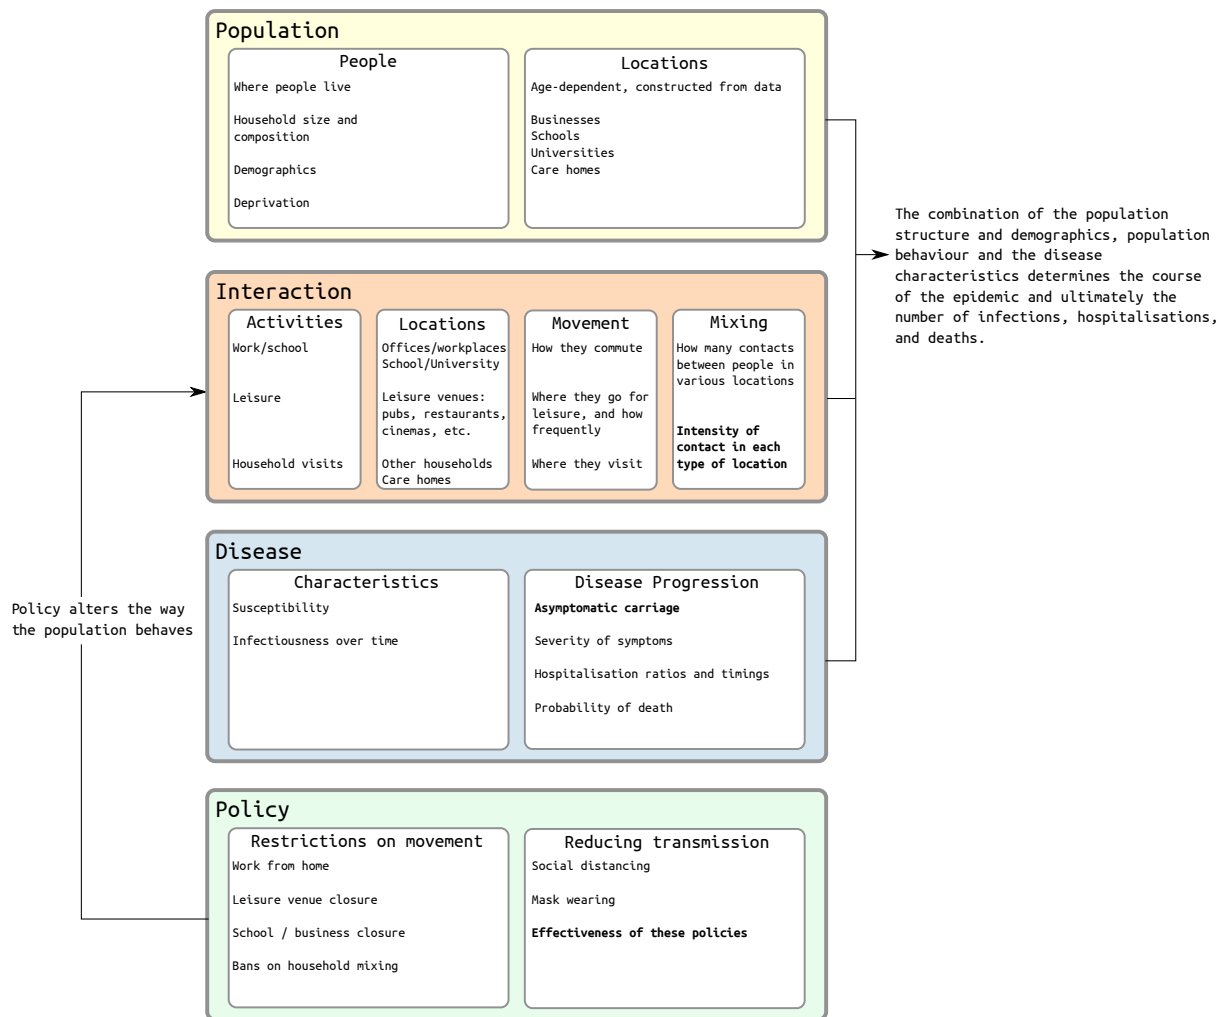 Population
People
Where people live
Household size and
composition
Demographics
Deprivation
Locations
Age-dependent, constructed from data
Businesses
Schools
Universities
Care homes
The combination of the population
structure and demographics, population
behaviour and the disease
characteristics determines the course
of the epidemic and ultimately the
number of infections, hospitalisations,
and deaths.
Interaction
Activities
Work/school
Leisure
Household visits
Locations
Offices/workplaces
School/University
Leisure venues:
pubs, restaurants,
cinemas, etc.
Other households
Care homes
Movement
How they commute
Where they go for
leisure, and how
frequently
Where they visit
Mixing
How many contacts
between people in
various locations
Intensity of
contact in each
type of location
Disease
Characteristics
Susceptibility
Infectiousness over time
Disease Progression
Asymptomatic carriage
Severity of symptoms
Hospitalisation ratios and timings
Probability of death
Policy alters the way
the population behaves
Policy
Restrictions on movement
Work from home
Leisure venue closure
School / business closure
Bans on household mixing
Reducing transmission
Social distancing
Mask wearing
Effectiveness of these policies